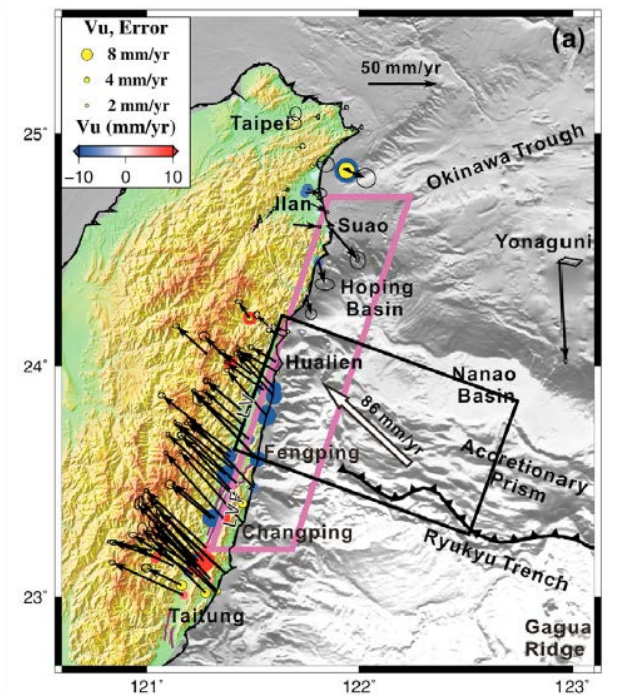 (a)
Vu, Error
8 mm/yr
4 mm/yr
2 mm/yr
Vu (mm/yr)
−10 0 10
50 mm/yr
25°
Taipei
Okinawa Trough
Ilan
Suao
Yonaguni
Hoping
Basin
24°
Hualien
Nanao
Basin
86 mm/yr
LVF
Fengping
Accretionary
Prism
LVF
Changping
Ryukyu Trench
23°
Taitung
Gagua
Ridge
121° 122° 123°